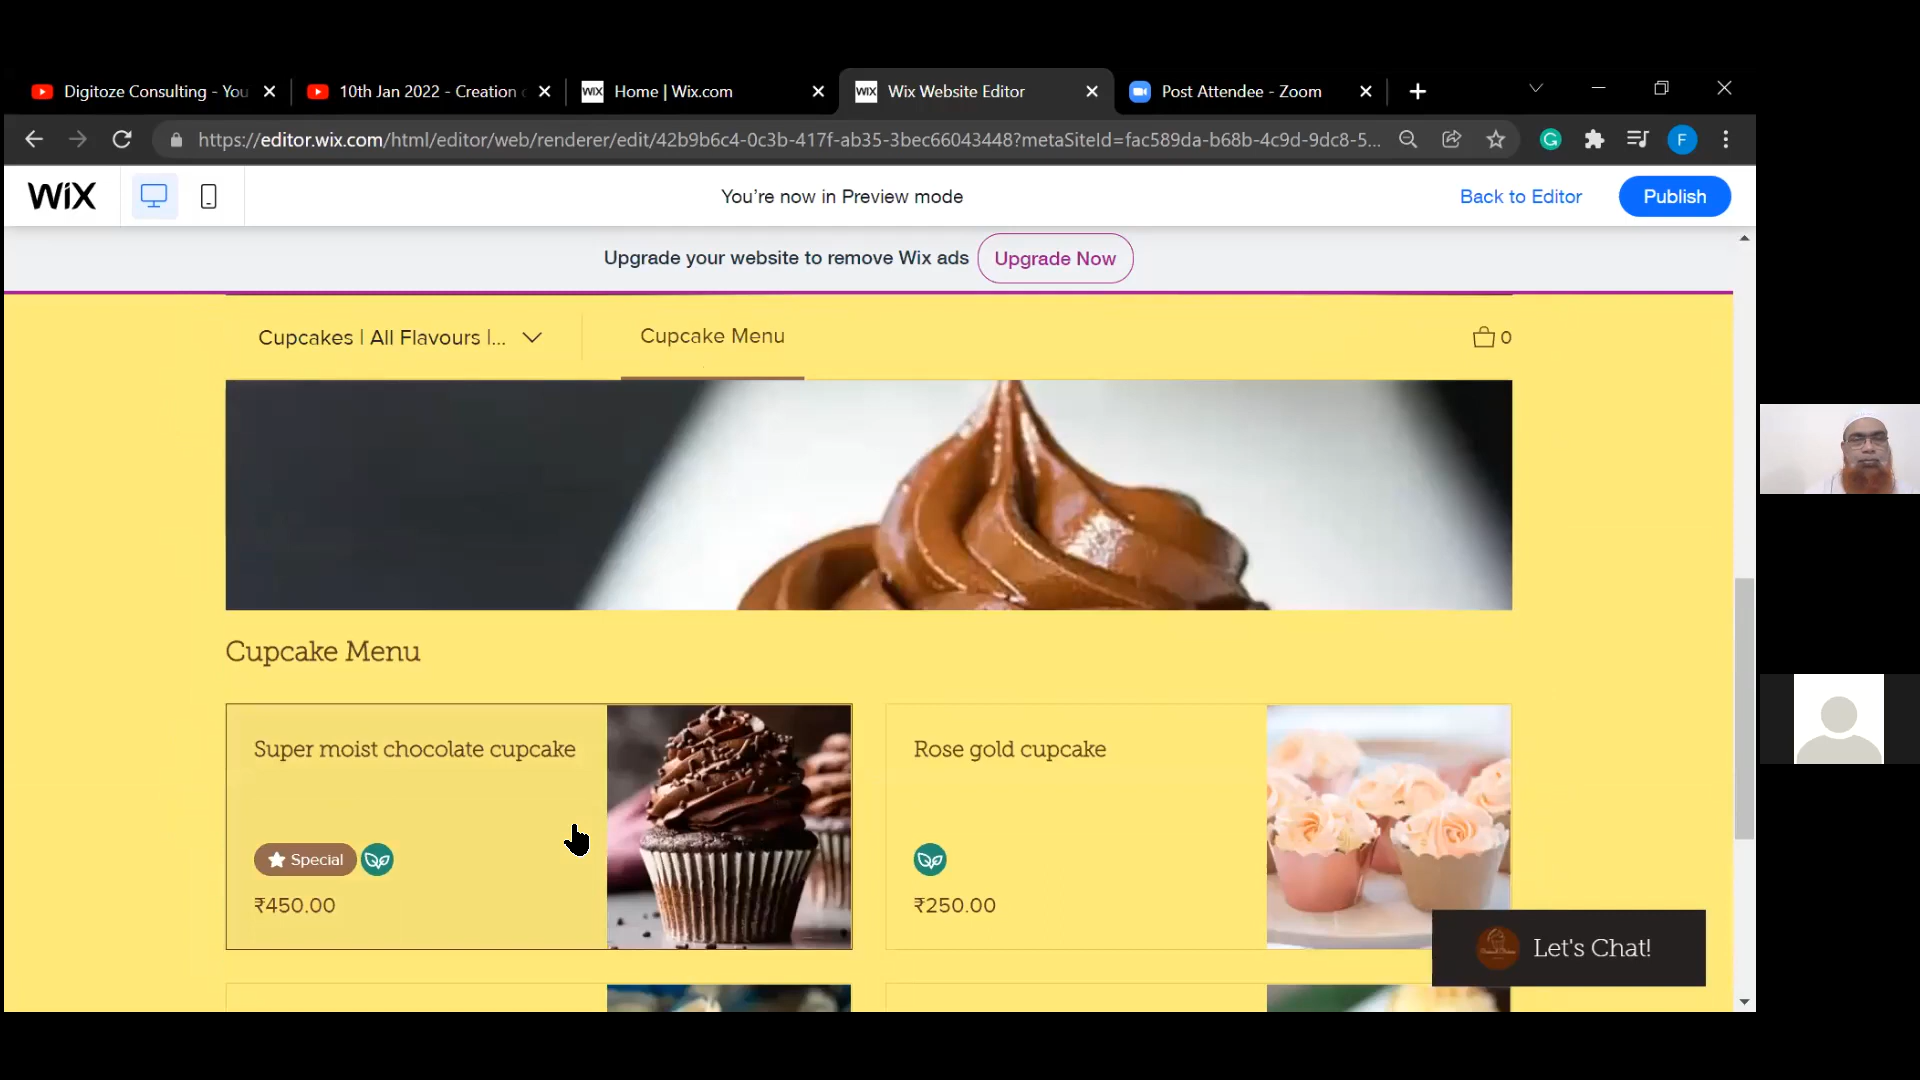 Digitoze Consulting - You
10th Jan 2022 - Creation o
WIX Home | Wix.com
WIX Wix Website Editor
Post Attendee - Zoom
https://editor.wix.com/html/editor/web/renderer/edit/42b9b6c4-0c3b-417f-ab35-3bec66043448?metaSiteId=fac589da-b68b-4c9d-9dc8-5...
G
F
WIX
You're now in Preview mode
Back to Editor
Publish
Upgrade your website to remove Wix ads
Upgrade Now
Cupcakes | All Flavours |...
Cupcake Menu
0
Cupcake Menu
Super moist chocolate cupcake
Special
₹450.00
Rose gold cupcake
₹250.00
Let's Chat!